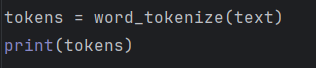 tokens = word_tokenize(text)
print(tokens)